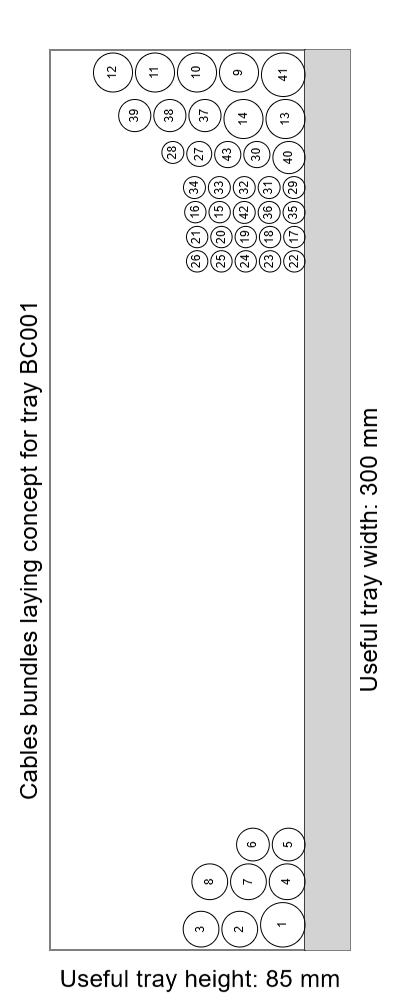 Cables bundles laying concept for tray BC001
12 11 10 9 41
39 38 37 14 13
28 27 43 30 40
34 33 32 31 29
16 15 42 36 35
21 20 19 18 17
26 25 24 23 22
6 5
8 7 4
3 2 1
Useful tray width: 300 mm
Useful tray height: 85 mm